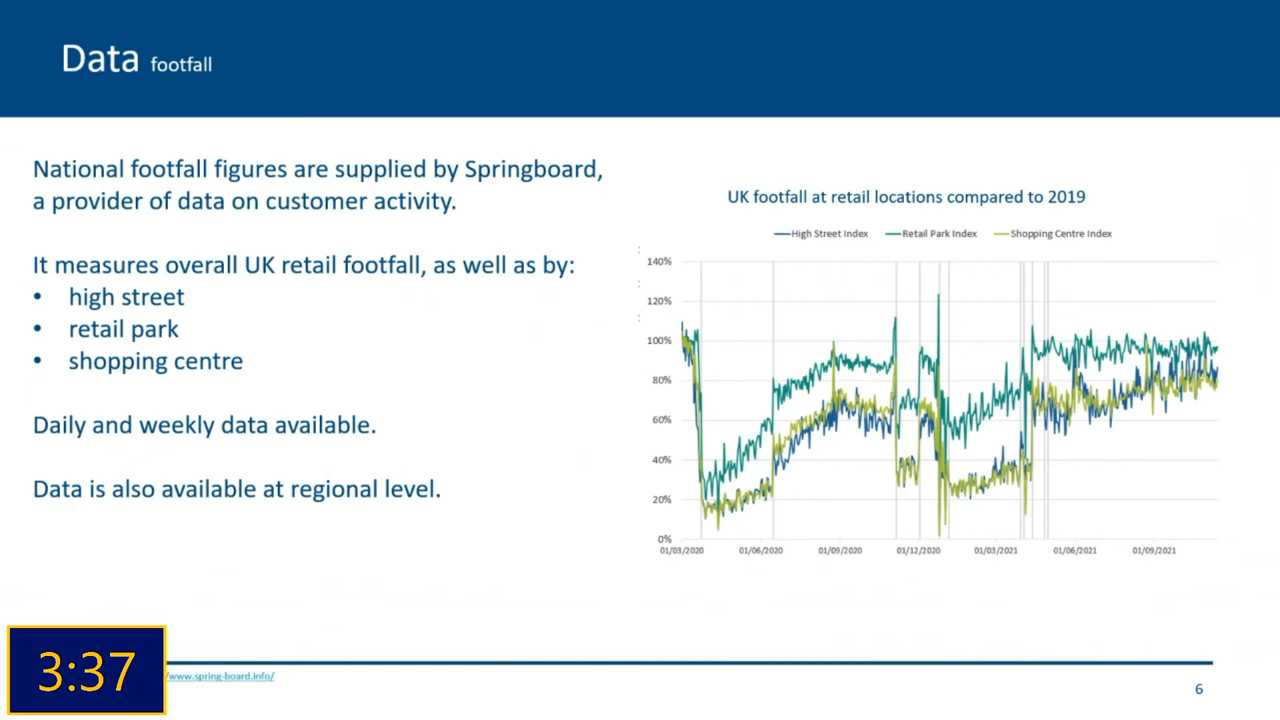 Data footfall
National footfall figures are supplied by Springboard,
a provider of data on customer activity.
It measures overall UK retail footfall, as well as by:
• high street
• retail park
• shopping centre
Daily and weekly data available.
Data is also available at regional level.
UK footfall at retail locations compared to 2019
High Street Index Retail Park Index Shopping Centre Index
140%
120%
100%
80%
60%
40%
20%
0%
01/03/2020 01/06/2020 01/09/2020 01/12/2020 01/03/2021 01/06/2021 01/09/2021
3:37
/www.spring-board.info/
6